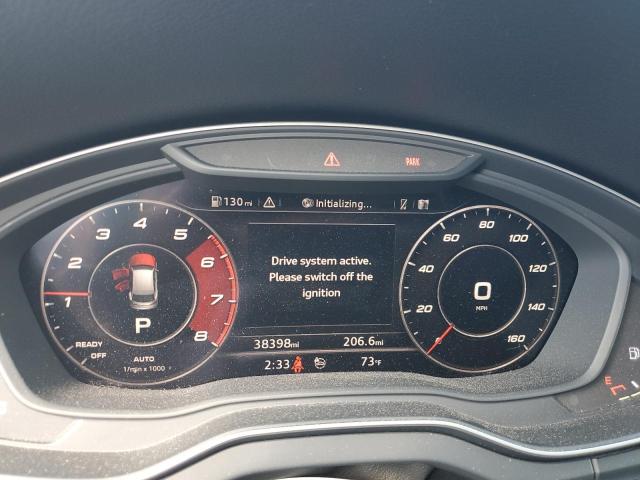 PARK
130 mi
Initializing...
Drive system active.
Please switch off the
ignition
1 2 3 4 5 6 7 8
READY
OFF
P
AUTO
1/min x 1000
20 40 60 80 100 120 140 160
0
MPH
38398mi
206.6mi
2:33
73°F
E